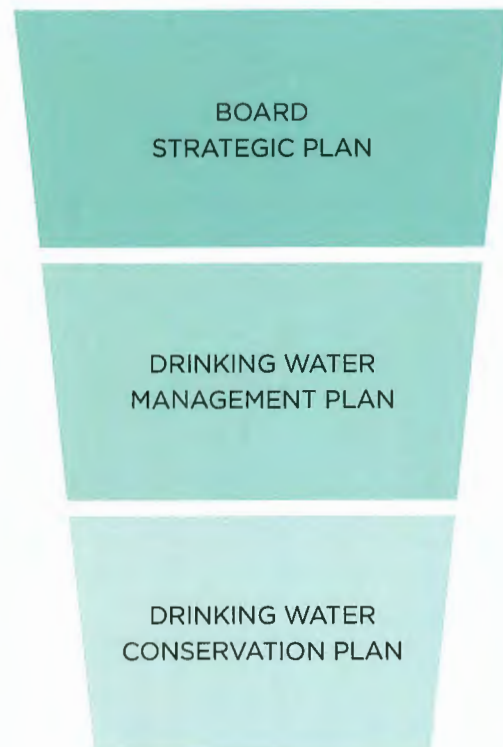 BOARD
STRATEGIC PLAN
DRINKING WATER
MANAGEMENT PLAN
DRINKING WATER
CONSERVATION PLAN